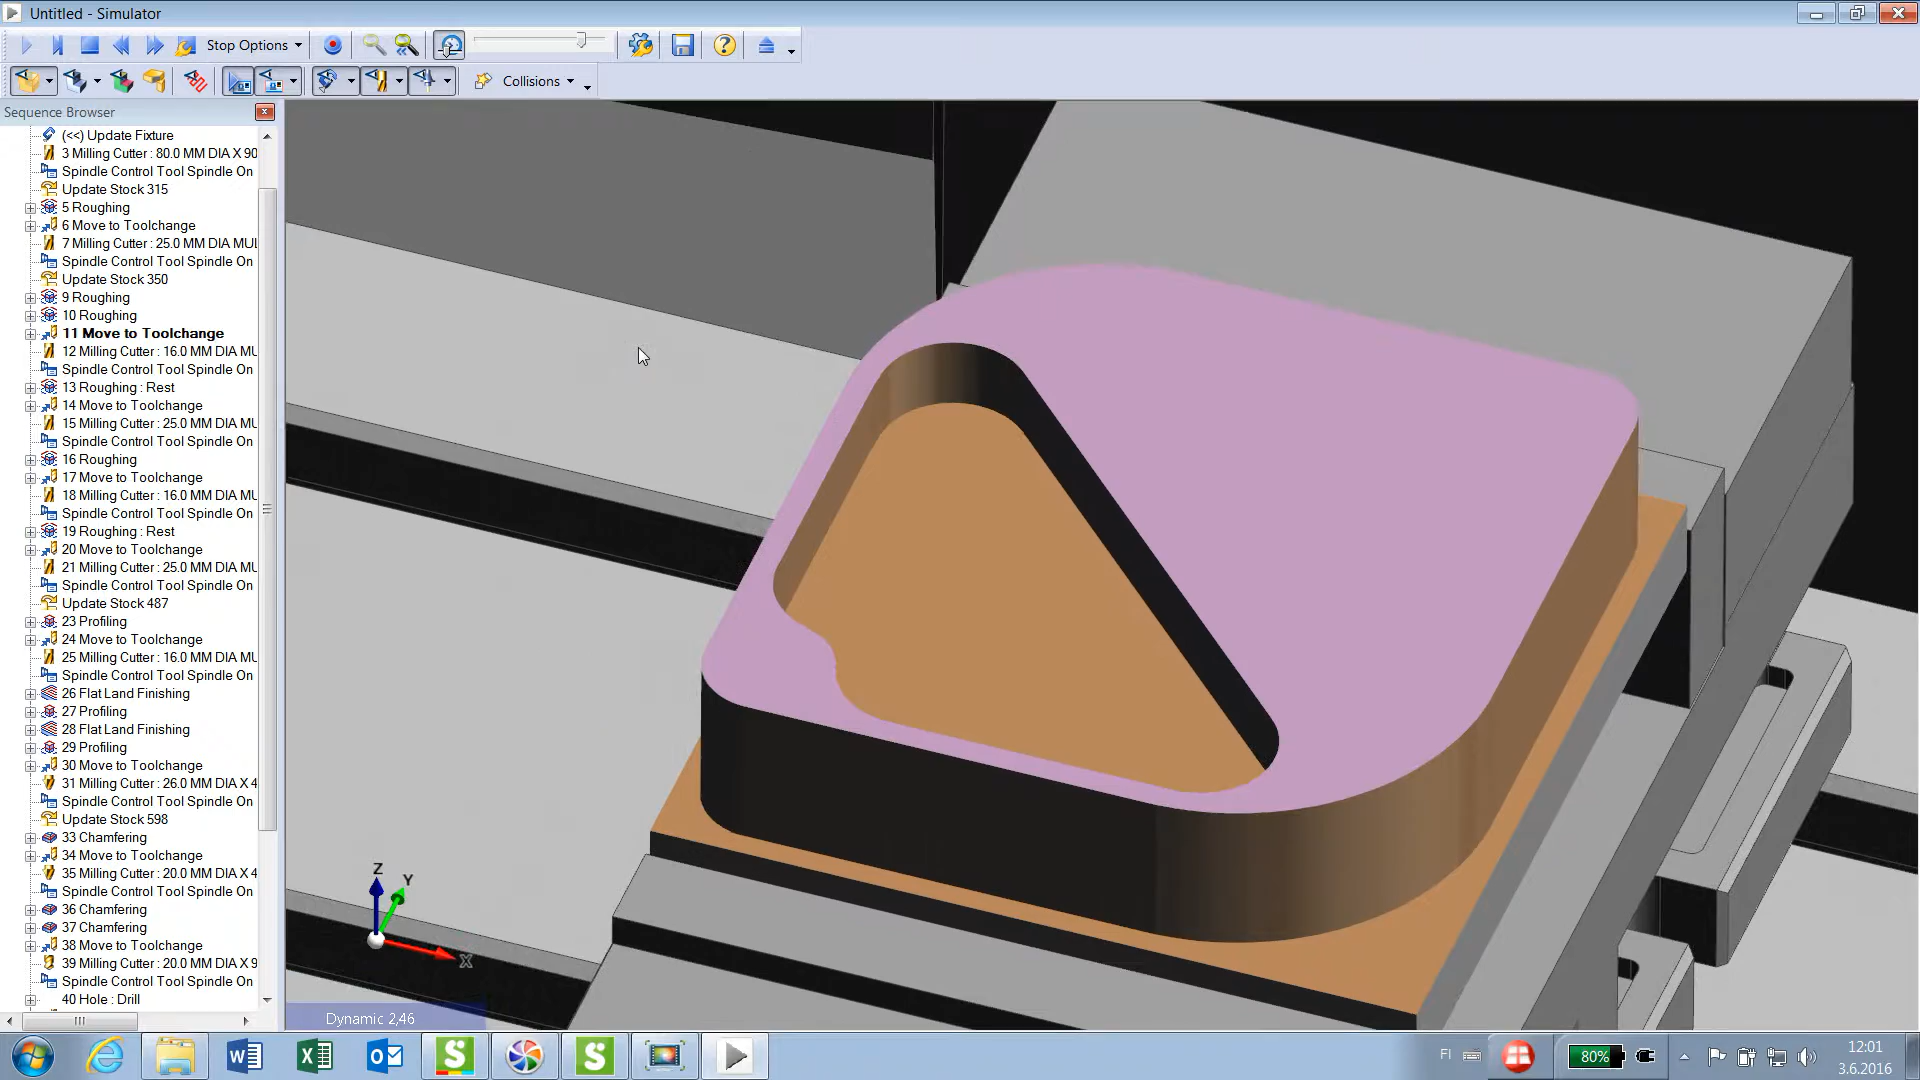 Untitled - Simulator
Stop Options
Collisions
Sequence Browser
(<<) Update Fixture
3 Milling Cutter : 80.0 MM DIA X 90
Spindle Control Tool Spindle On
Update Stock 315
5 Roughing
6 Move to Toolchange
7 Milling Cutter : 25.0 MM DIA MUL
Spindle Control Tool Spindle On
Update Stock 350
9 Roughing
10 Roughing
11 Move to Toolchange
12 Milling Cutter : 16.0 MM DIA MU
Spindle Control Tool Spindle On
13 Roughing : Rest
14 Move to Toolchange
15 Milling Cutter : 25.0 MM DIA MU
Spindle Control Tool Spindle On
16 Roughing
17 Move to Toolchange
18 Milling Cutter : 16.0 MM DIA MU
Spindle Control Tool Spindle On
19 Roughing : Rest
20 Move to Toolchange
21 Milling Cutter : 25.0 MM DIA MU
Spindle Control Tool Spindle On
Update Stock 487
23 Profiling
24 Move to Toolchange
25 Milling Cutter : 16.0 MM DIA MU
Spindle Control Tool Spindle On
26 Flat Land Finishing
27 Profiling
28 Flat Land Finishing
29 Profiling
30 Move to Toolchange
31 Milling Cutter : 26.0 MM DIA X 4
Spindle Control Tool Spindle On
Update Stock 598
33 Chamfering
34 Move to Toolchange
35 Milling Cutter : 20.0 MM DIA X 4
Spindle Control Tool Spindle On
36 Chamfering
37 Chamfering
38 Move to Toolchange
39 Milling Cutter : 20.0 MM DIA X 9
Spindle Control Tool Spindle On
40 Hole : Drill
Z
Y
X
Dynamic 2,46
FI
80%
12:01
3.6.2016